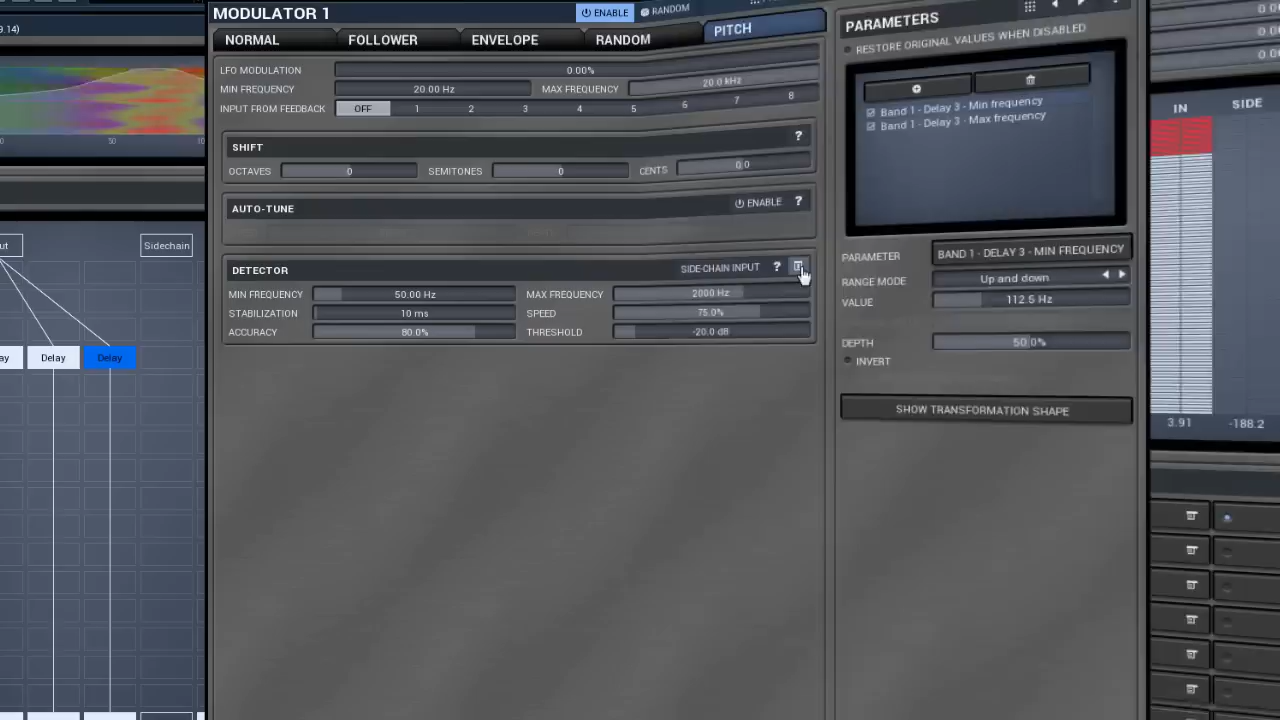 MODULATOR 1
ENABLE
RANDOM
NORMAL
FOLLOWER
ENVELOPE
RANDOM
PITCH
LFO MODULATION
0.00%
MIN FREQUENCY
20.00 Hz
MAX FREQUENCY
20.0 kHz
INPUT FROM FEEDBACK
OFF 1 2 3 4 5 6 7 8
SHIFT
?
OCTAVES
0
SEMITONES
0
CENTS
0.0
AUTO-TUNE
ENABLE
?
DETECTOR
SIDE-CHAIN INPUT
?
MIN FREQUENCY
50.00 Hz
MAX FREQUENCY
2000 Hz
STABILIZATION
10 ms
SPEED
75.0%
ACCURACY
80.0%
THRESHOLD
-20.0 dB
PARAMETERS
RESTORE ORIGINAL VALUES WHEN DISABLED
Band 1 - Delay 3 - Min frequency
Band 1 - Delay 3 - Max frequency
PARAMETER
BAND 1 - DELAY 3 - MIN FREQUENCY
RANGE MODE
Up and down
VALUE
112.5 Hz
DEPTH
50.0%
INVERT
SHOW TRANSFORMATION SHAPE
IN
SIDE
3.91
-188.2
9.14)
50
Sidechain
Delay
Delay